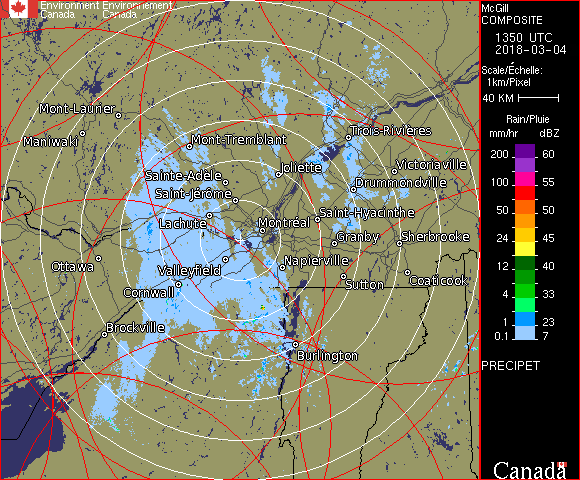 Environment Environnement
Canada Canada
McGill
COMPOSITE
1350 UTC
2018-03-04
Scale/Échelle:
1km/Pixel
40 KM
Rain/Pluie
mm/hr dBZ
200 60
100 55
50 50
24 45
12 40
4 33
1 23
0.1 7
PRECIPET
Mont-Laurier
Maniwaki
Mont-Tremblant
Trois-Rivières
Joliette
Victoriaville
Sainte-Adèle
Drummondville
Saint-Jérôme
Saint-Hyacinthe
Lachute
Montréal
Granby
Sherbrooke
Ottawa
Valleyfield
Napierville
Sutton
Coaticook
Cornwall
Brockville
Burlington
Canada